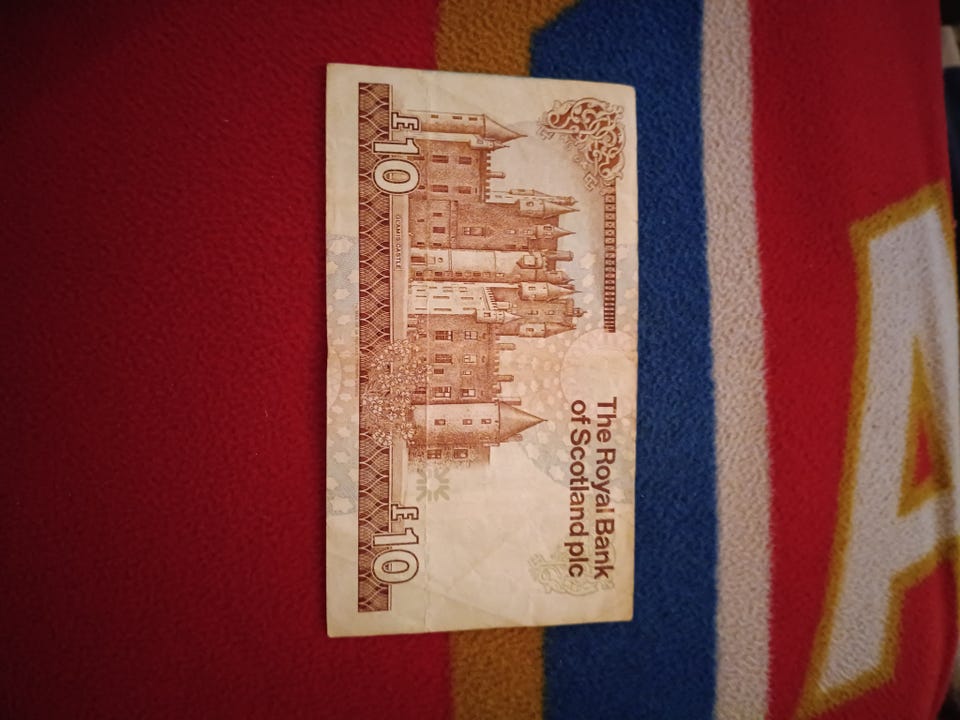 The Royal Bank
of Scotland plc
£10
GLAMIS CASTLE
£10
A